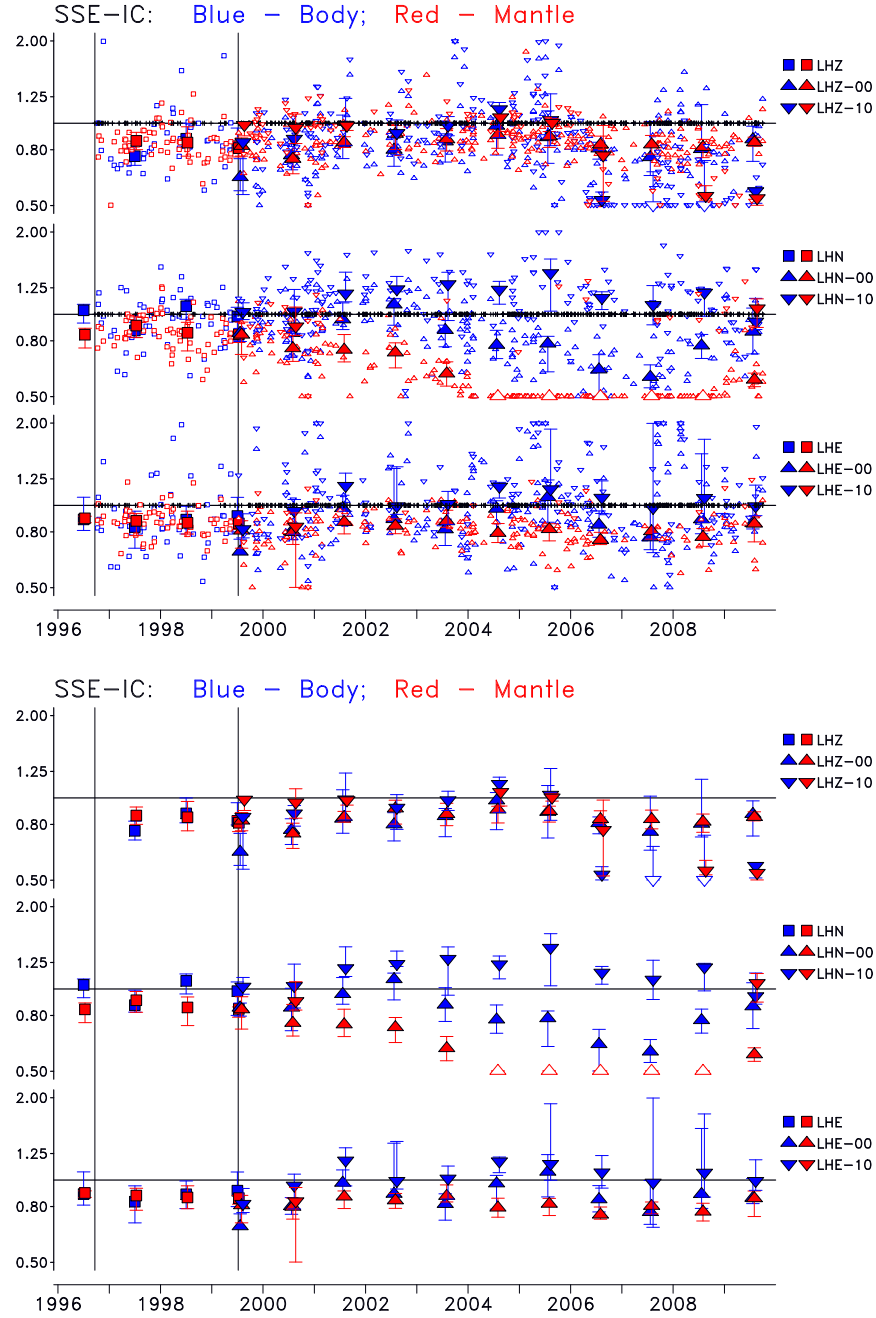 SSE-IC: Blue - Body; Red - Mantle
2.00
LHZ
LHZ-00
1.25
LHZ-10
0.80
0.50
2.00
LHN
LHN-00
1.25
LHN-10
0.80
0.50
2.00
LHE
LHE-00
1.25
LHE-10
0.80
0.50
1996 1998 2000 2002 2004 2006 2008
SSE-IC: Blue - Body; Red - Mantle
2.00
LHZ
LHZ-00
1.25
LHZ-10
0.80
0.50
2.00
LHN
LHN-00
1.25
LHN-10
0.80
0.50
2.00
LHE
LHE-00
1.25
LHE-10
0.80
0.50
1996 1998 2000 2002 2004 2006 2008